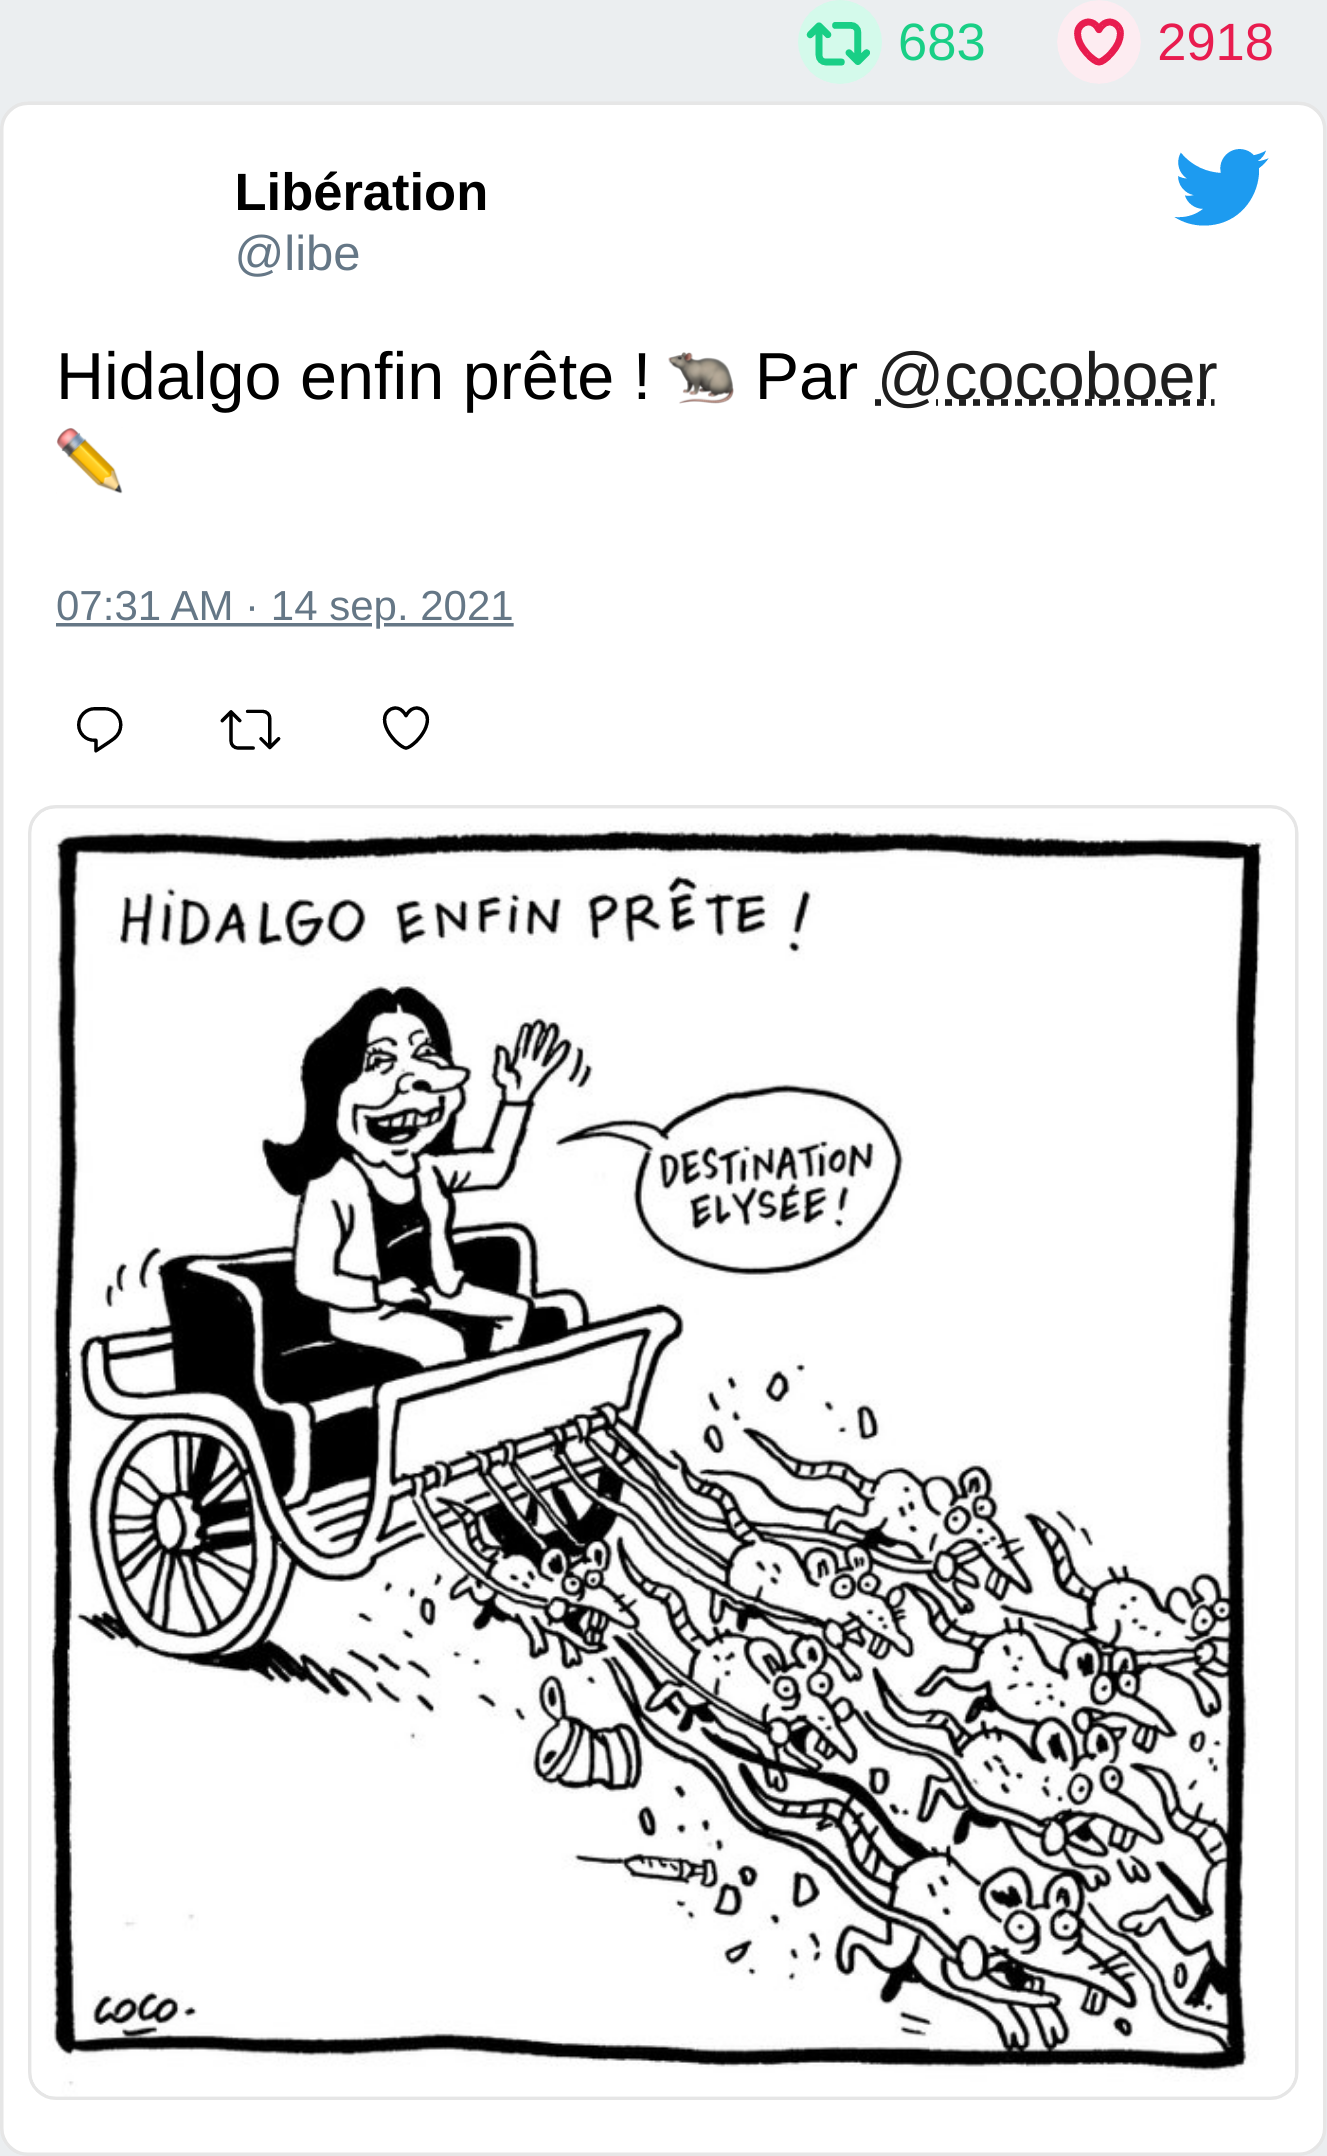 683 2918
Libération
@libe
Hidalgo enfin prête ! 🐀 Par @cocoboer
✏️
07:31 AM · 14 sep. 2021
HiDALGO ENFiN PRÊTE !
DESTiNATiON
ELYSÉE !
COCO.